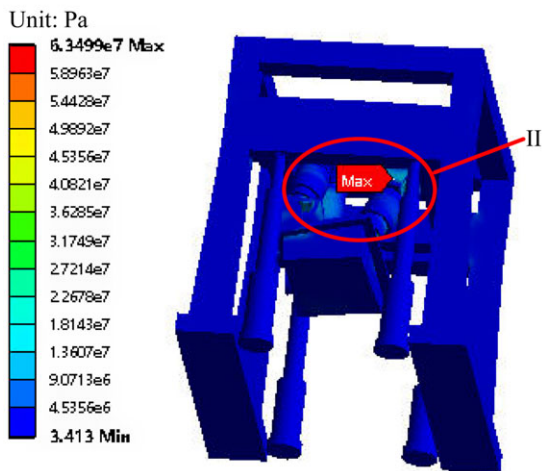 Unit: Pa
6.3499e7 Max
5.8963e7
5.4428e7
4.9892e7
4.5356e7
4.0821e7
3.6285e7
3.1749e7
2.7214e7
2.2678e7
1.8143e7
1.3607e7
9.0713e6
4.5356e6
3.413 Min
Max
II